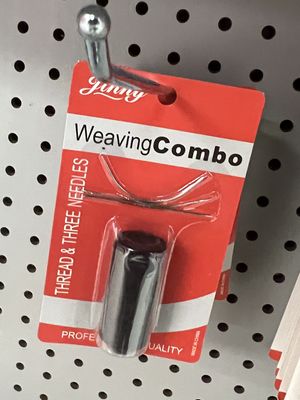 Jinny
WeavingCombo
THREAD & THREE NEEDLES